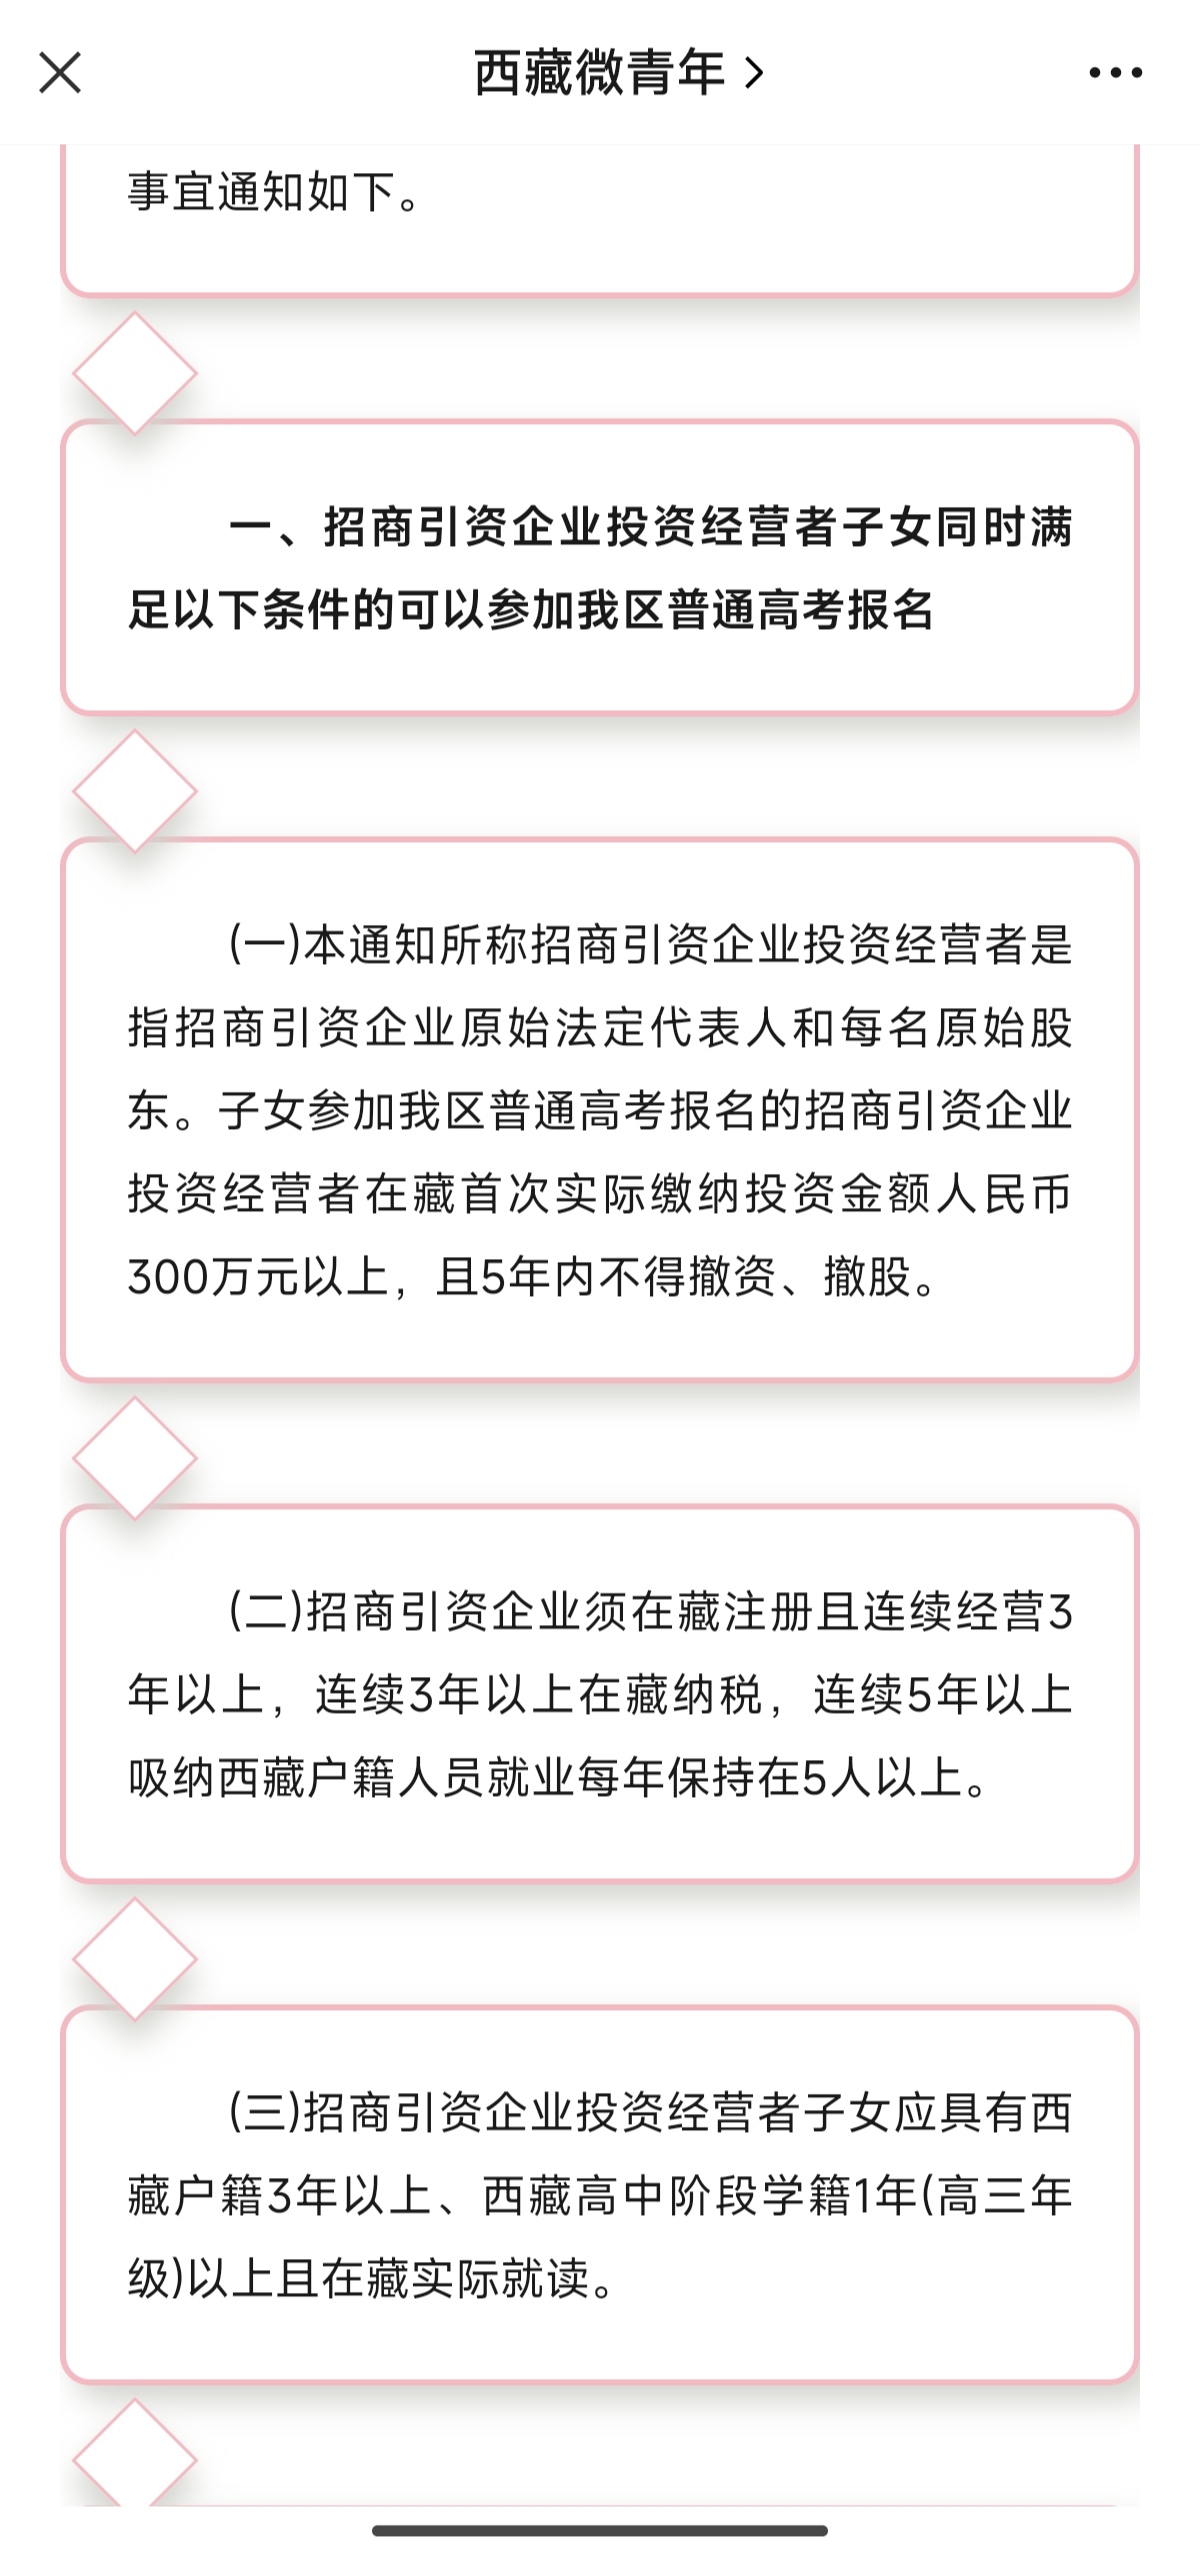 西藏微青年
事宜通知如下。
一、招商引资企业投资经营者子女同时满
足以下条件的可以参加我区普通高考报名
(一)本通知所称招商引资企业投资经营者是
指招商引资企业原始法定代表人和每名原始股
东。子女参加我区普通高考报名的招商引资企业
投资经营者在藏首次实际缴纳投资金额人民币
300万元以上，且5年内不得撤资、撤股。
(二)招商引资企业须在藏注册且连续经营3
年以上，连续3年以上在藏纳税，连续5年以上
吸纳西藏户籍人员就业每年保持在5人以上。
(三)招商引资企业投资经营者子女应具有西
藏户籍3年以上、西藏高中阶段学籍1年(高三年
级)以上且在藏实际就读。